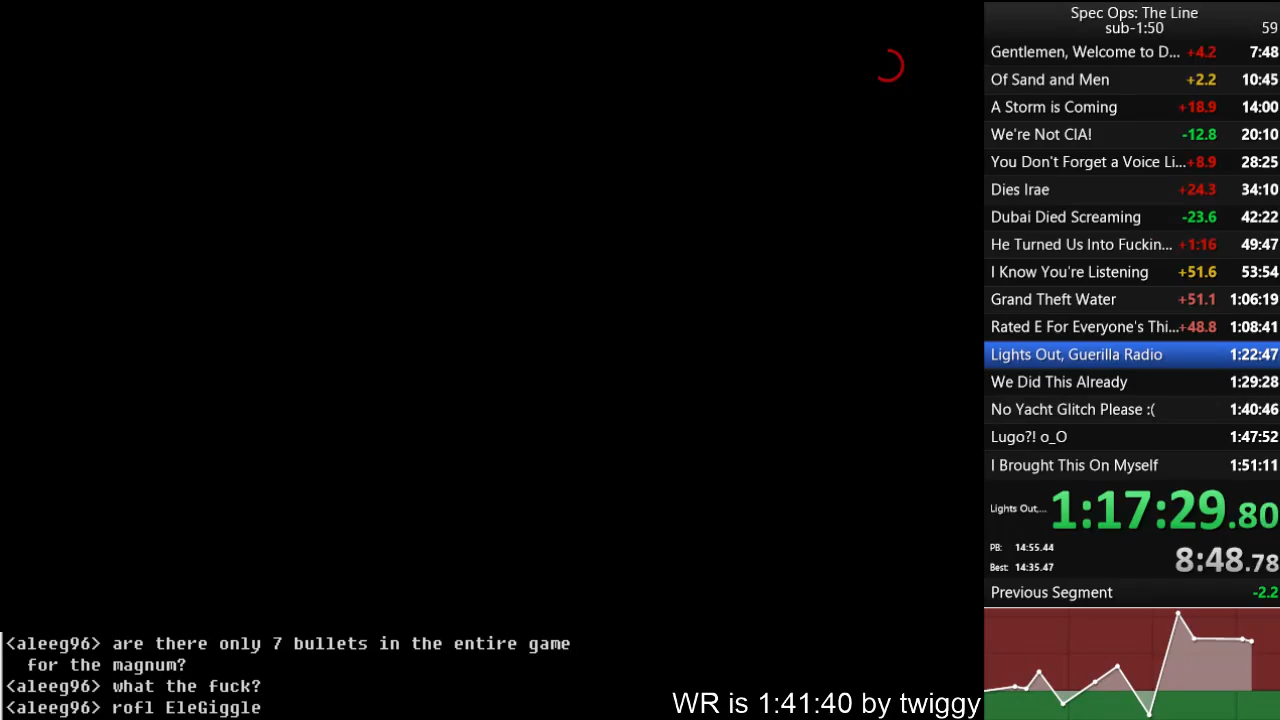 Spec Ops: The Line
sub-1:50 59
Gentlemen, Welcome to D... +4.2 7:48
Of Sand and Men +2.2 10:45
A Storm is Coming +18.9 14:00
We're Not CIA! -12.8 20:10
You Don't Forget a Voice Li... +8.9 28:25
Dies Irae +24.3 34:10
Dubai Died Screaming -23.6 42:22
He Turned Us Into Fuckin... +1:16 49:47
I Know You're Listening +51.6 53:54
Grand Theft Water +51.1 1:06:19
Rated E For Everyone's Thi... +48.8 1:08:41
Lights Out, Guerilla Radio 1:22:47
We Did This Already 1:29:28
No Yacht Glitch Please :( 1:40:46
Lugo?! o_O 1:47:52
I Brought This On Myself 1:51:11
Lights Out,... 1:17:29.80
PB: 14:55.44
Best: 14:35.47
8:48.78
Previous Segment -2.2
<aleeg96> are there only 7 bullets in the entire game
for the magnum?
<aleeg96> what the fuck?
<aleeg96> rofl EleGiggle
WR is 1:41:40 by twiggy